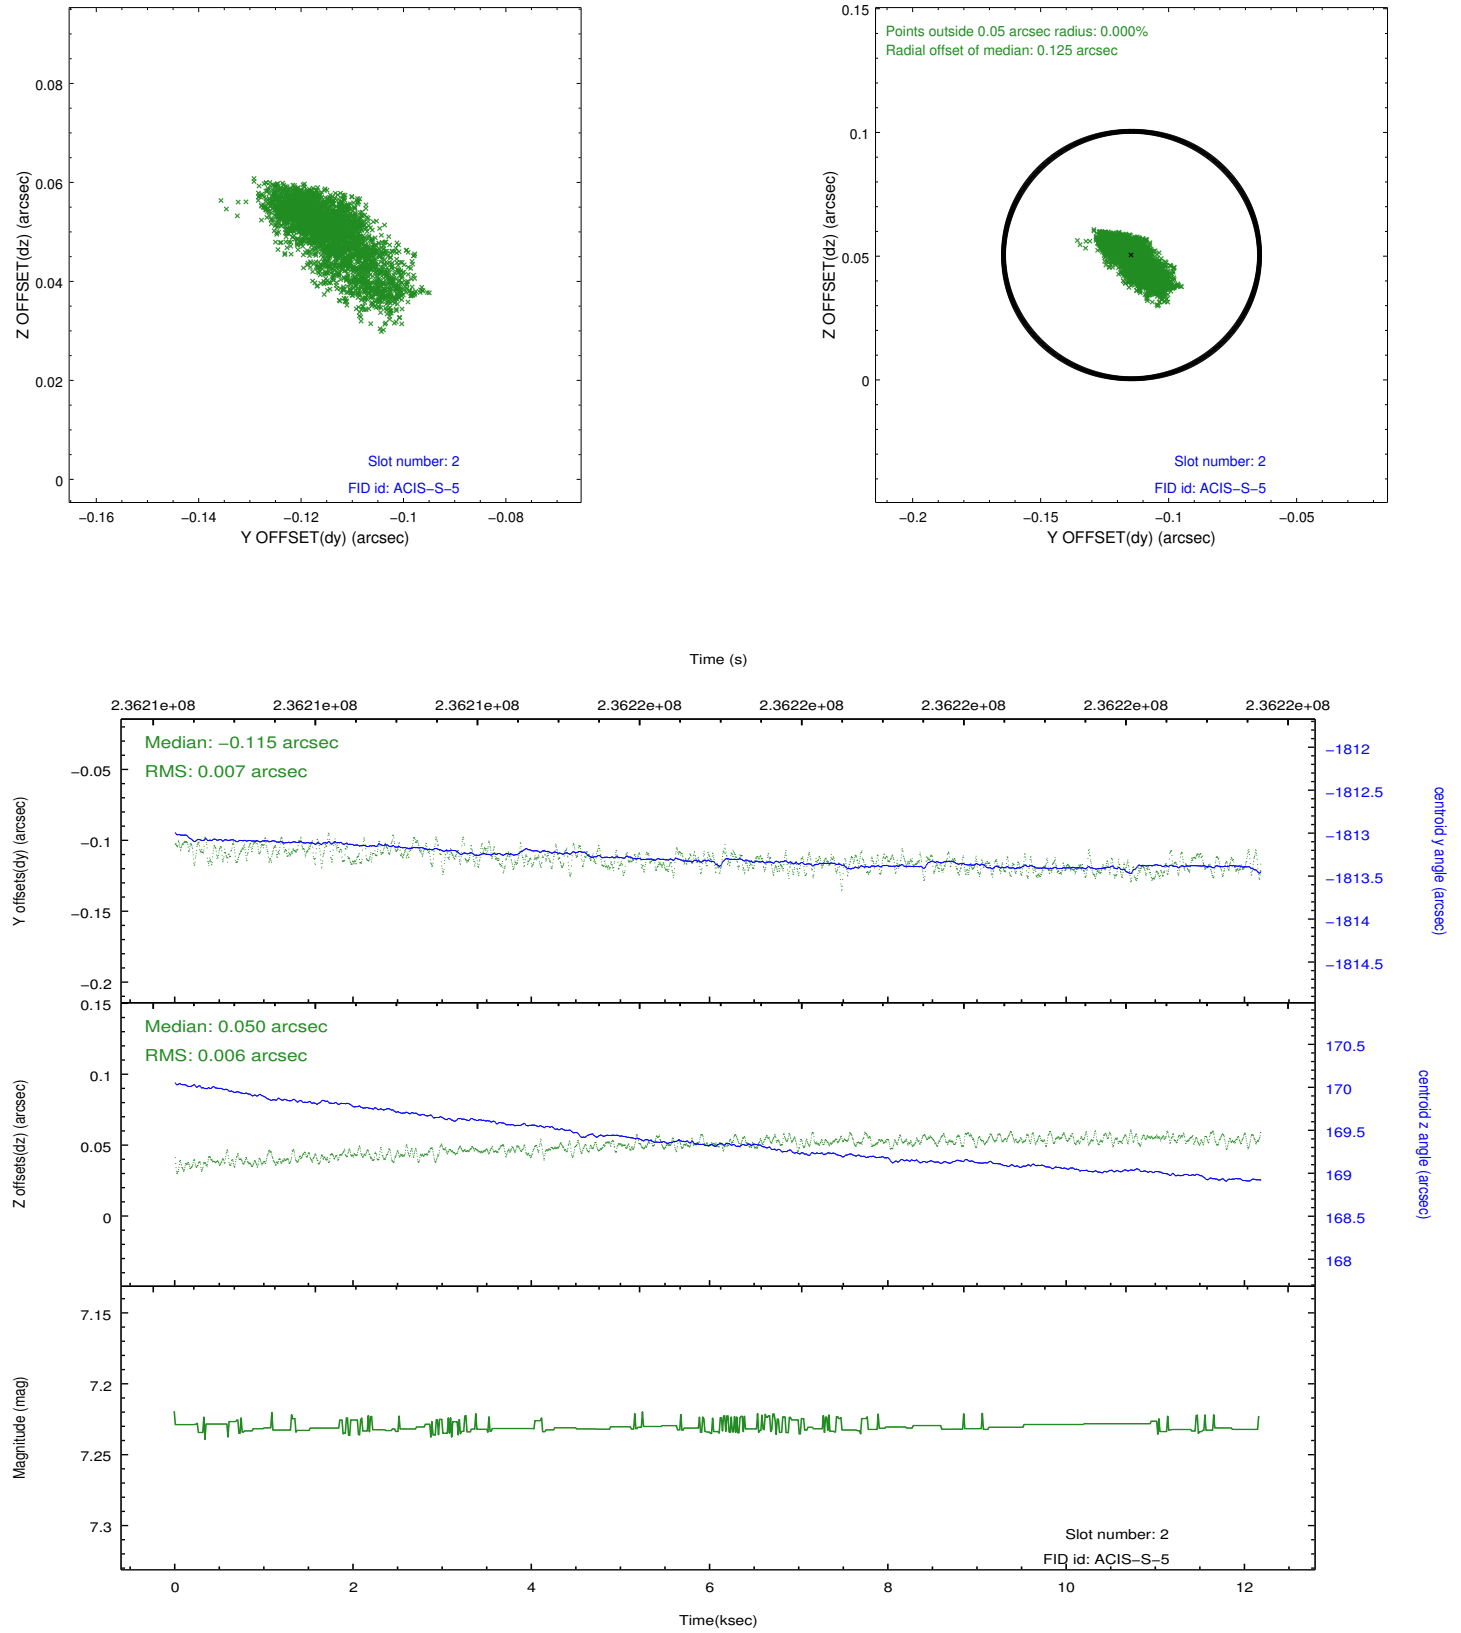 0.08
0.06
0.04
0.02
0
Z OFFSET(dz) (arcsec)
Slot number: 2
FID id: ACIS−S−5
−0.16
−0.14
−0.12
−0.1
−0.08
Y OFFSET(dy) (arcsec)
0.15
0.1
0.05
0
Z OFFSET(dz) (arcsec)
Points outside 0.05 arcsec radius: 0.000%
Radial offset of median: 0.125 arcsec
Slot number: 2
FID id: ACIS−S−5
−0.2
−0.15
−0.1
−0.05
Y OFFSET(dy) (arcsec)
Time (s)
2.3621e+08
2.3621e+08
2.3621e+08
2.3622e+08
2.3622e+08
2.3622e+08
2.3622e+08
2.3622e+08
Median: −0.115 arcsec
RMS: 0.007 arcsec
−0.05
−0.1
−0.15
−0.2
Y offsets(dy) (arcsec)
−1812
−1812.5
−1813
−1813.5
−1814
−1814.5
centroid y angle (arcsec)
Median: 0.050 arcsec
RMS: 0.006 arcsec
0.15
0.1
0.05
0
Z offsets(dz) (arcsec)
170.5
170
169.5
169
168.5
168
centroid z angle (arcsec)
7.15
7.2
7.25
7.3
Magnitude (mag)
Slot number: 2
FID id: ACIS−S−5
0
2
4
6
8
10
12
Time(ksec)